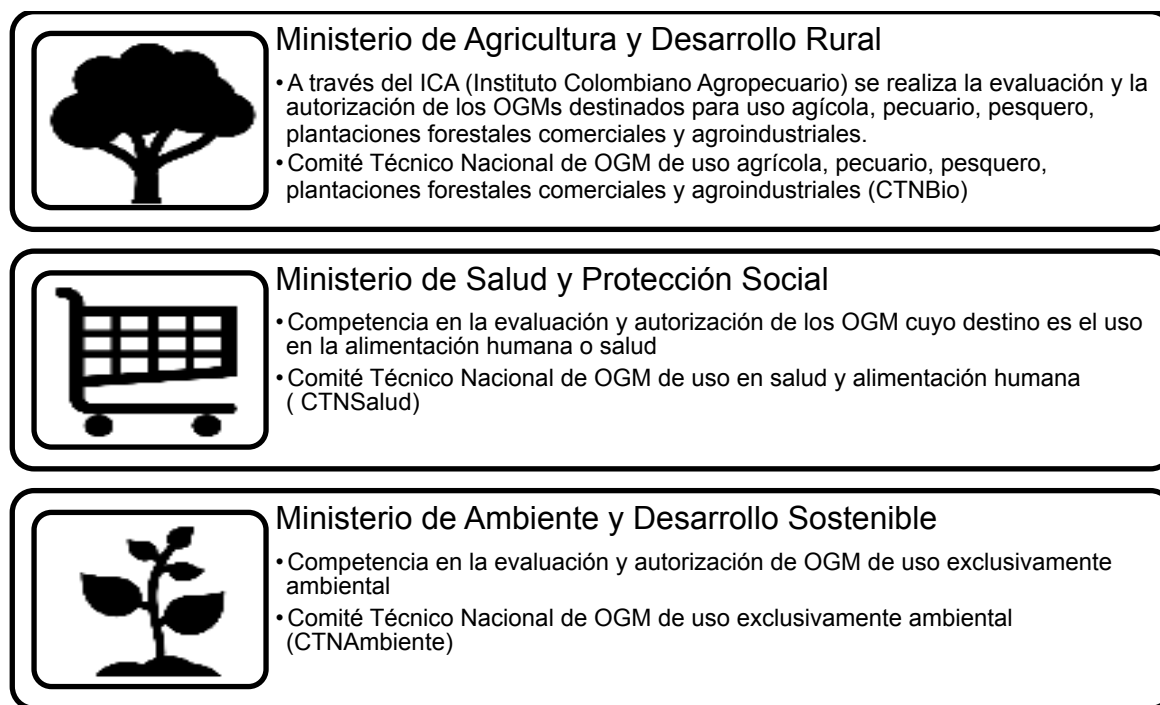 Ministerio de Agricultura y Desarrollo Rural
• A través del ICA (Instituto Colombiano Agropecuario) se realiza la evaluación y la
autorización de los OGMs destinados para uso agícola, pecuario, pesquero,
plantaciones forestales comerciales y agroindustriales.
• Comité Técnico Nacional de OGM de uso agrícola, pecuario, pesquero,
plantaciones forestales comerciales y agroindustriales (CTNBio)
Ministerio de Salud y Protección Social
• Competencia en la evaluación y autorización de los OGM cuyo destino es el uso
en la alimentación humana o salud
• Comité Técnico Nacional de OGM de uso en salud y alimentación humana
( CTNSalud)
Ministerio de Ambiente y Desarrollo Sostenible
• Competencia en la evaluación y autorización de OGM de uso exclusivamente
ambiental
• Comité Técnico Nacional de OGM de uso exclusivamente ambiental
(CTNAmbiente)